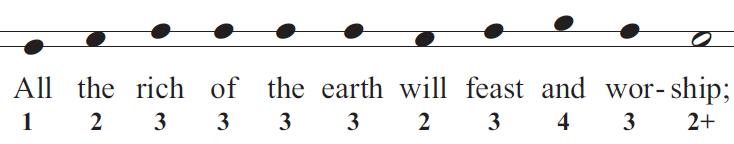 All the rich of the earth will feast and wor-ship;
1 2 3 3 3 3 2 3 4 3 2+